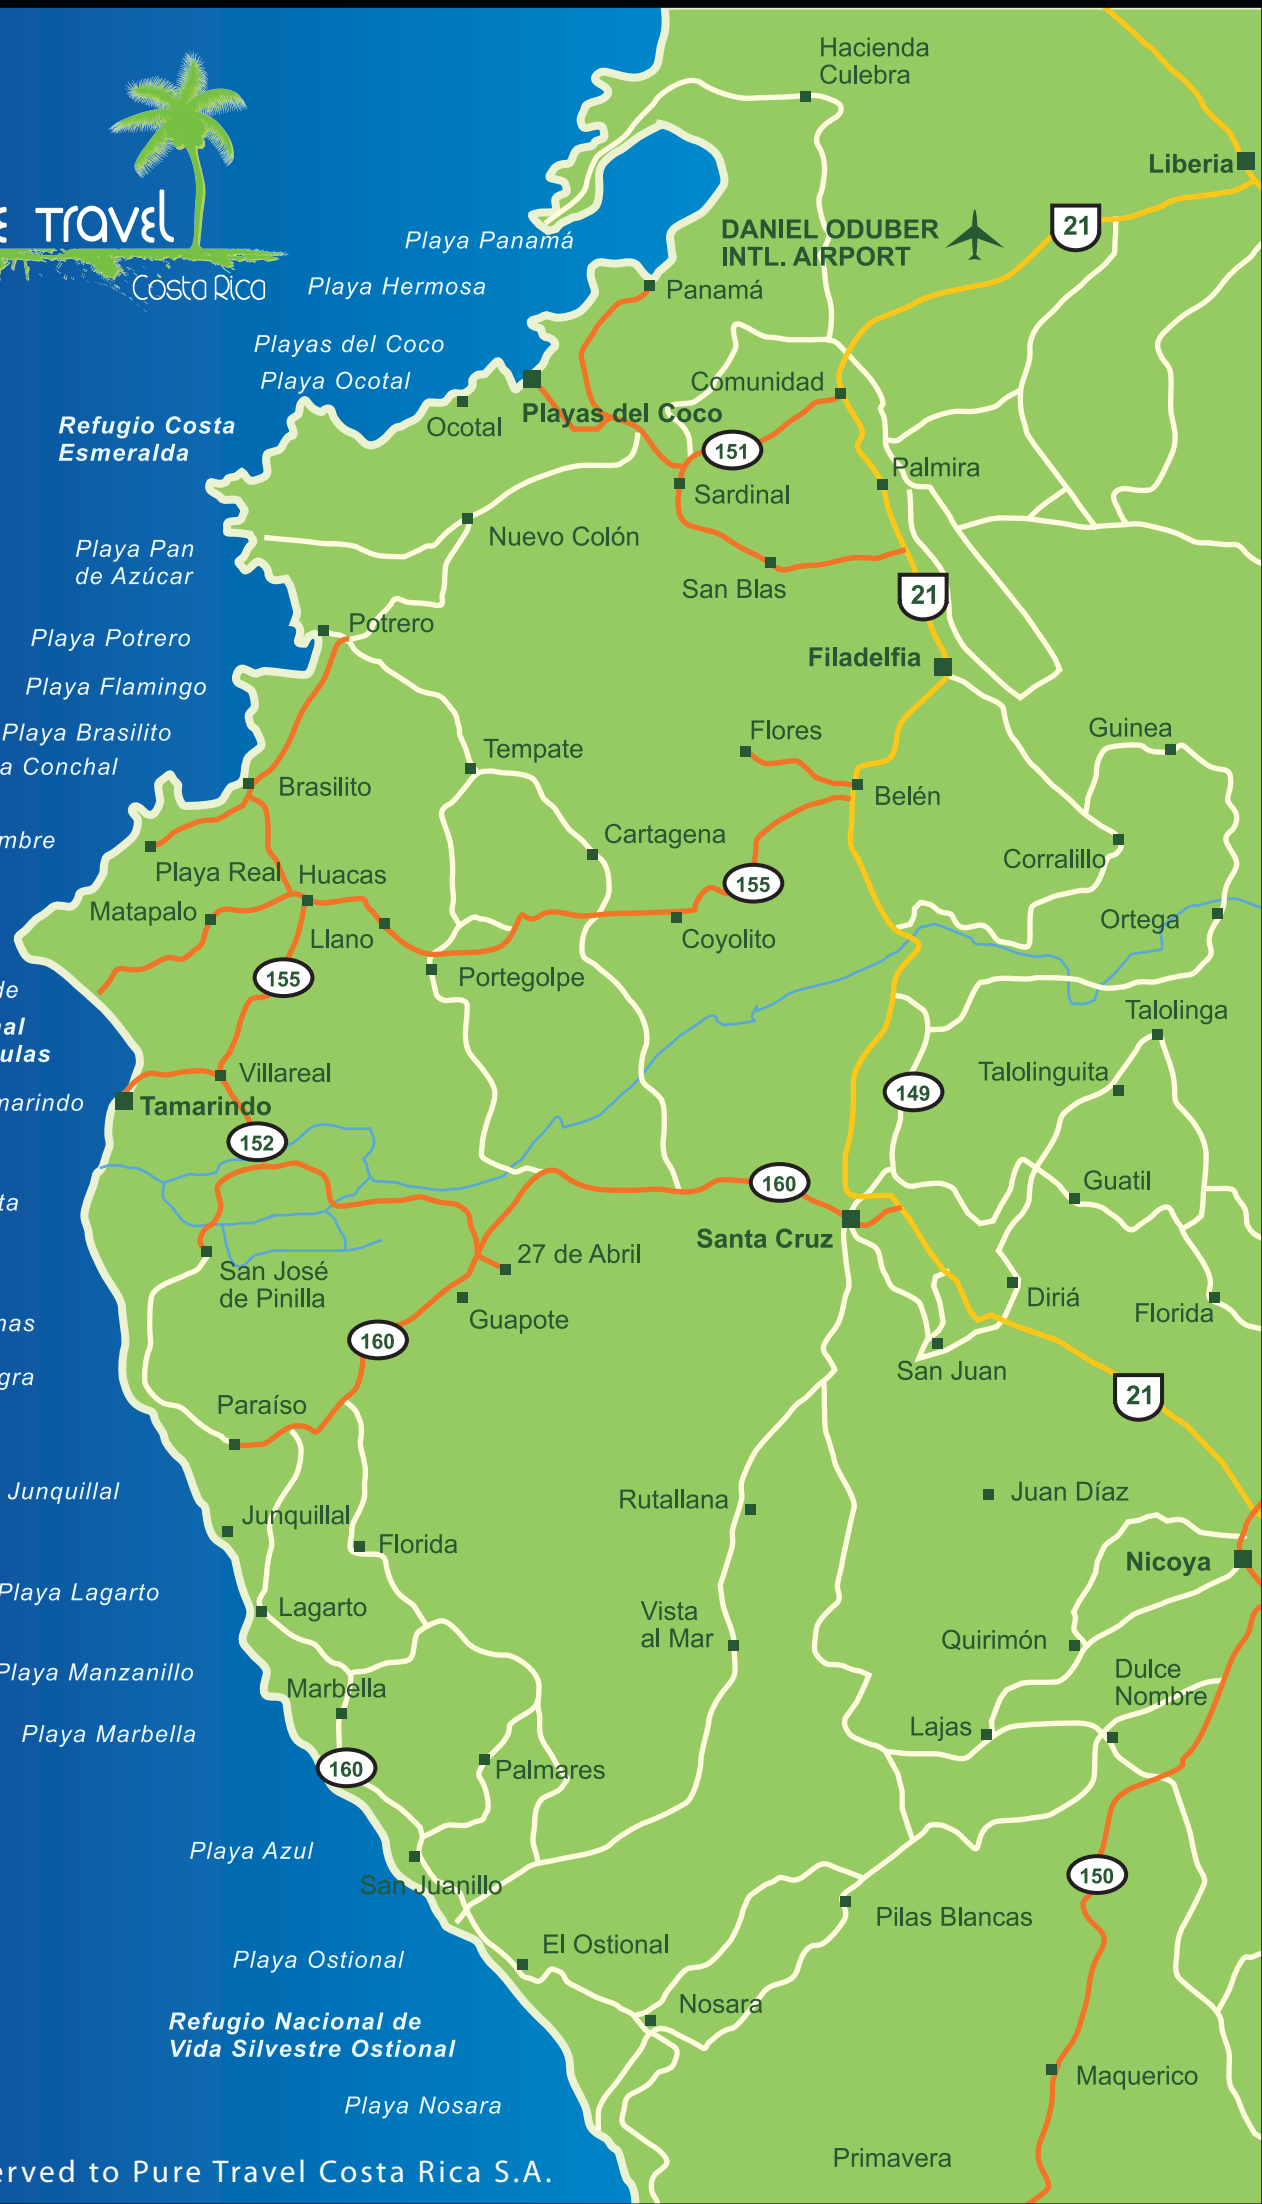 Hacienda
Culebra
Liberia
TravEl
Costa Rica
DANIEL ODUBER
INTL. AIRPORT
21
Playa Panamá
Playa Hermosa
Panamá
Playas del Coco
Playa Ocotal
Comunidad
Playas del Coco
Ocotal
Refugio Costa
Esmeralda
151
Palmira
Sardinal
Nuevo Colón
Playa Pan
de Azúcar
San Blas
21
Potrero
Playa Potrero
Filadelfia
Playa Flamingo
Playa Brasilito
Flores
Guinea
Tempate
a Conchal
Brasilito
Belén
Cartagena
mbre
Corralillo
Playa Real
Huacas
155
Matapalo
Llano
Coyolito
Ortega
155
Portegolpe
Talolinga
Villareal
Talolinguita
149
Tamarindo
marindo
ulas
152
160
Guatil
ta
Santa Cruz
27 de Abril
San José
de Pinilla
Guapote
Diriá
Florida
nas
160
San Juan
gra
21
Paraíso
Junquillal
Rutallana
Juan Díaz
Junquillal
Florida
Nicoya
Playa Lagarto
Lagarto
Vista
al Mar
Quirimón
Playa Manzanillo
Dulce
Nombre
Marbella
Playa Marbella
Lajas
160
Palmares
Playa Azul
150
San Juanillo
Pilas Blancas
El Ostional
Playa Ostional
Nosara
Refugio Nacional de
Vida Silvestre Ostional
Maquerico
Playa Nosara
Primavera
erved to Pure Travel Costa Rica S.A.